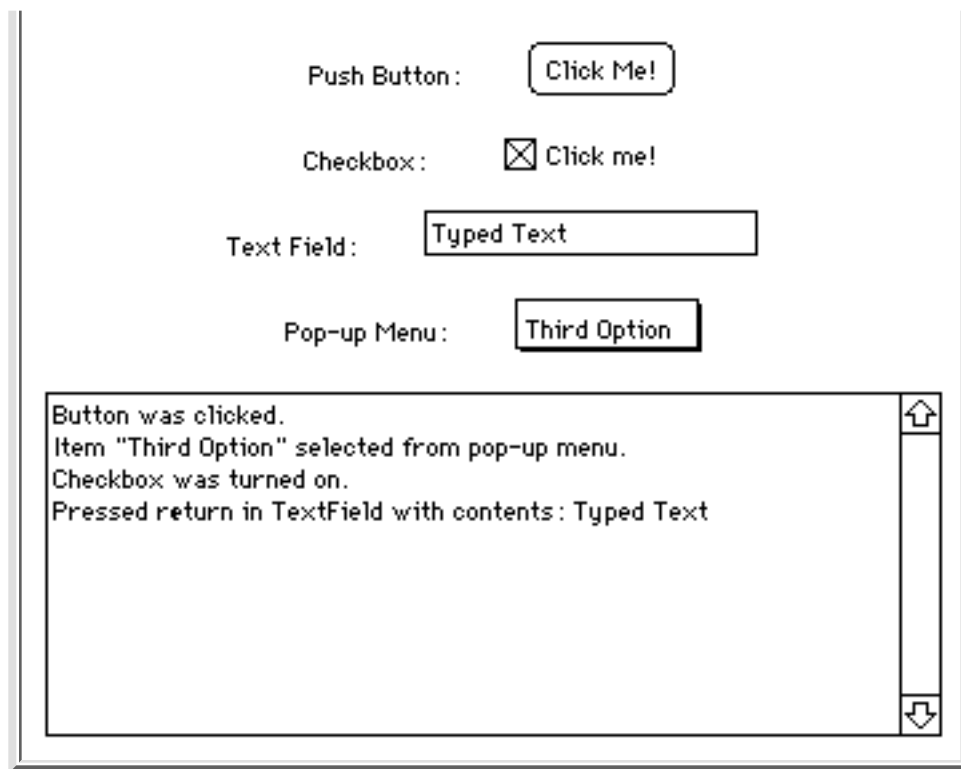 Push Button: Click Me!
Checkbox: Click me!
Text Field: Typed Text
Pop-up Menu: Third Option
Button was clicked.
Item "Third Option" selected from pop-up menu.
Checkbox was turned on.
Pressed return in TextField with contents: Typed Text